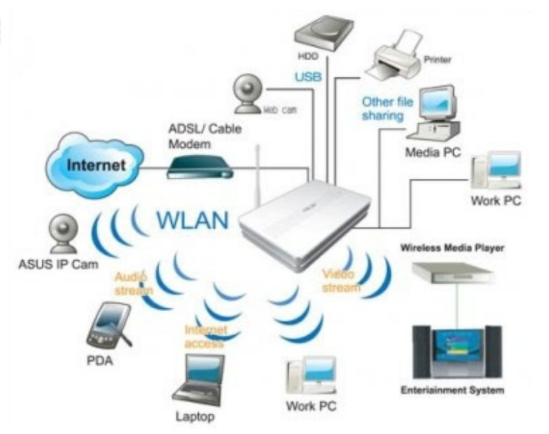 HDD
Printer
USB
Web cam
Other file
sharing
ADSL/ Cable
Modem
Media PC
Internet
Work PC
WLAN
ASUS IP Cam
Wireless Media Player
Audio
stream
Video
stream
PDA
Internet
access
Laptop
Work PC
Enteriainment System